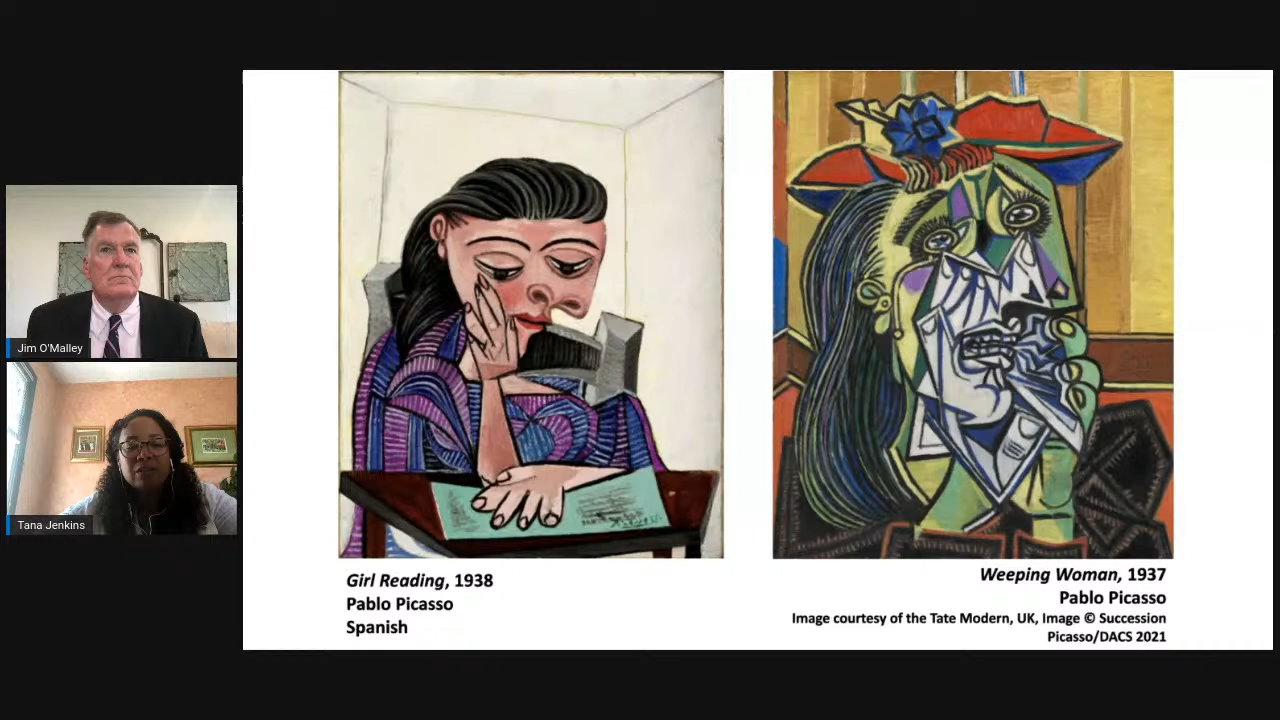 Jim O'Malley
Tana Jenkins
Girl Reading, 1938
Pablo Picasso
Spanish
Weeping Woman, 1937
Pablo Picasso
Image courtesy of the Tate Modern, UK, Image © Succession
Picasso/DACS 2021